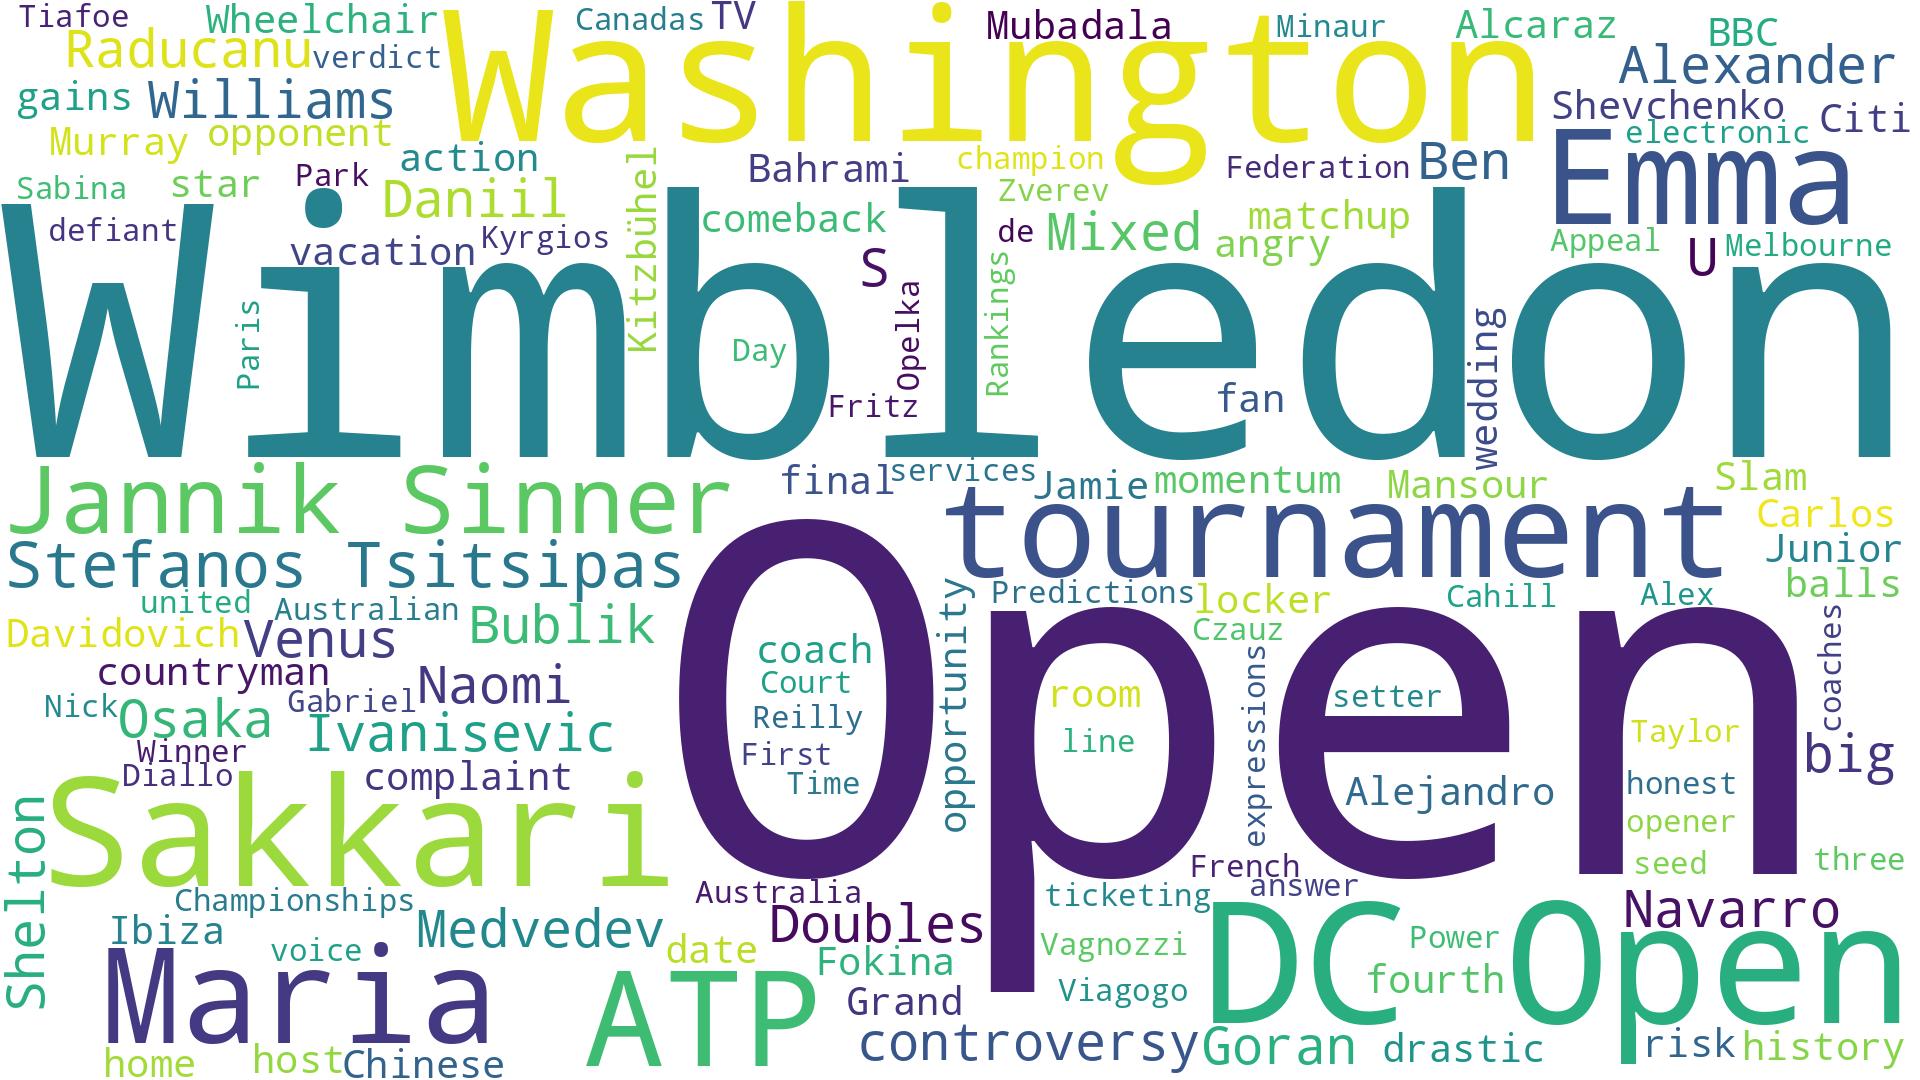 Tiafoe
Wheelchair
Canadas
TV
Mubadala
Minaur
Alcaraz
BBC
Raducanu
verdict
Washington
Alexander
gains
Williams
Shevchenko
Citi
Murray
opponent
electronic
action
Bahrami
champion
Federation
Ben
Emma
Sabina
star
Park
Daniil
Zverev
defiant
vacation
Kyrgios
Kitzbühel
comeback
de
Mixed
matchup
angry
Appeal
U
Melbourne
S
Wimbledon
Paris
Day
Opelka
Rankings
Fritz
fan
wedding
Jannik Sinner
final
services
Jamie
momentum
Mansour
Slam
tournament
Carlos
Stefanos Tsitsipas
Junior
united
Australian
Predictions
locker
Cahill
Alex
balls
Davidovich
Venus
Bublik
Open
opportunity
Czauz
coaches
countryman
coach
Court
expressions
Nick
Osaka
Gabriel
Naomi
Reilly
room
setter
Winner
Ivanisevic
First
line
Taylor
big
Diallo
complaint
Time
Alejandro
honest
Sakkari
opener
Shelton
French
seed
three
Championships
Australia
ticketing
answer
Ibiza
Medvedev
Doubles
DC Open
Navarro
voice
date
Vagnozzi
Power
Maria
ATP
Fokina
fourth
Grand
Viagogo
controversy
Goran
drastic
risk
history
home
host
Chinese